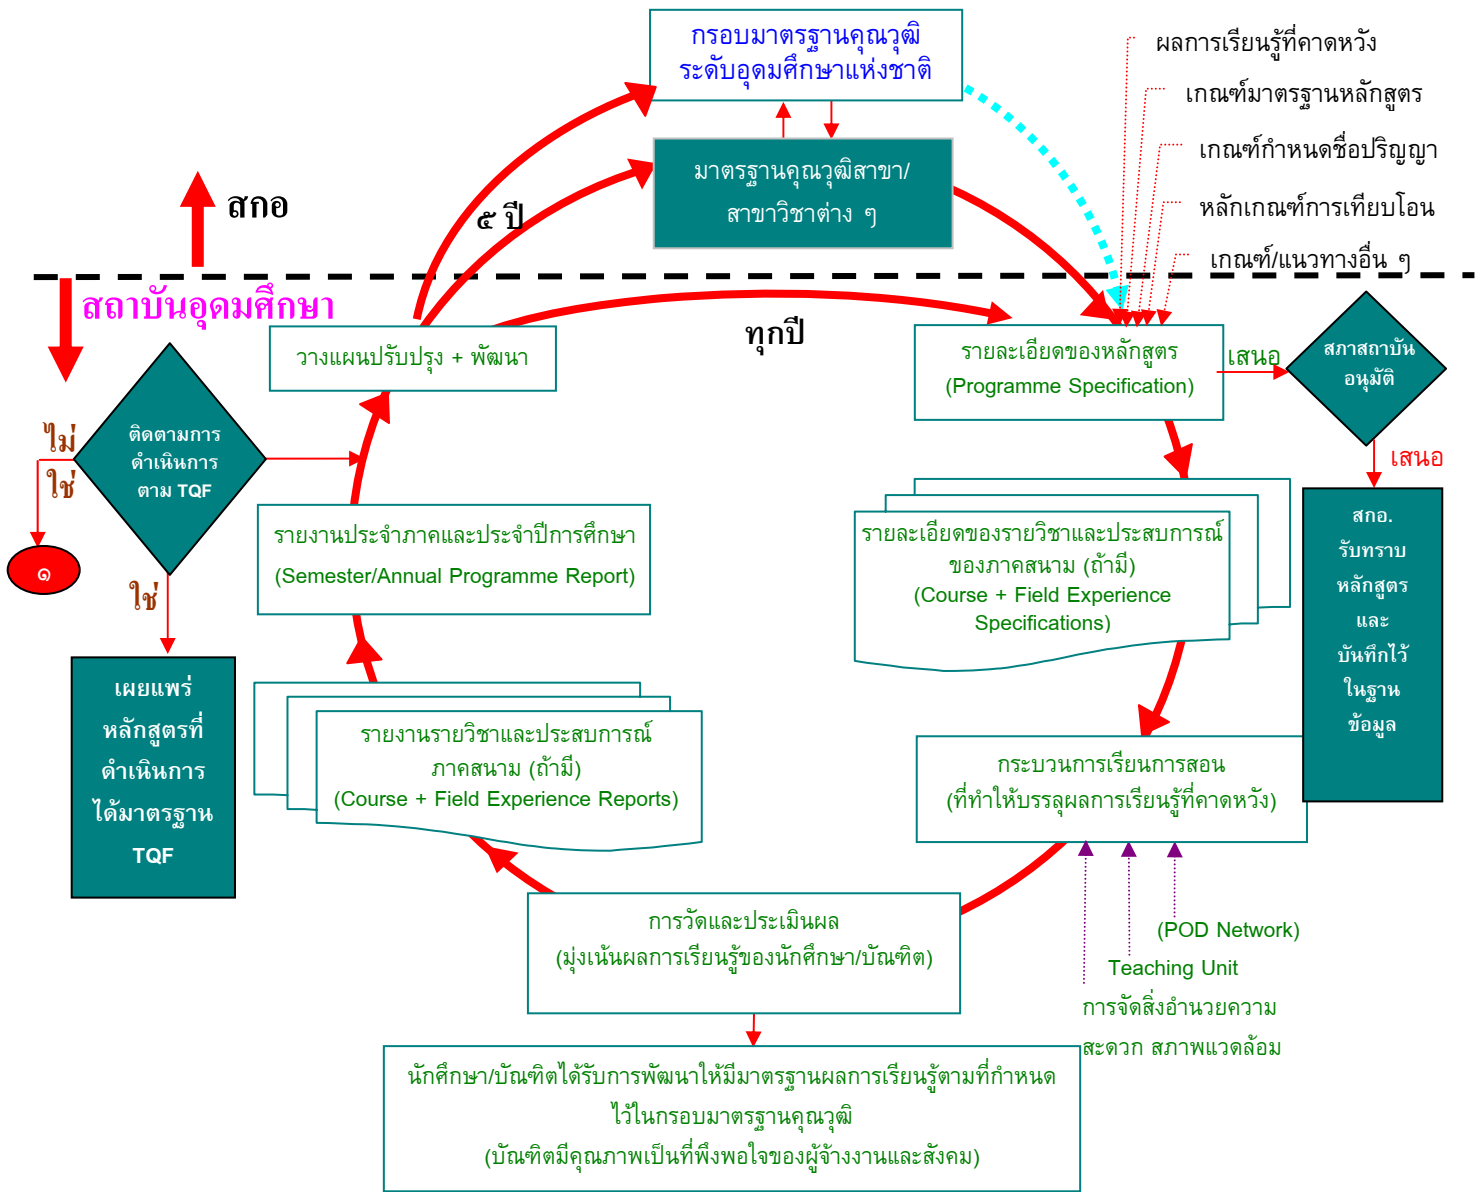 กรอบมาตรฐานคุณวุฒิ
ระดับอุดมศึกษาแห่งชาติ
ผลการเรียนรู้ที่คาดหวัง
เกณฑ์มาตรฐานหลักสูตร
เกณฑ์กำหนดชื่อปริญญา
หลักเกณฑ์การเทียบโอน
เกณฑ์/แนวทางอื่น ๆ
มาตรฐานคุณวุฒิสาขา/
สาขาวิชาต่าง ๆ
สกอ
๕ ปี
สถาบันอุดมศึกษา
ทุกปี
วางแผนปรับปรุง + พัฒนา
รายละเอียดของหลักสูตร
(Programme Specification)
เสนอ
สภาสถาบัน
อนุมัติ
เสนอ
สกอ.
รับทราบ
หลักสูตร
และ
บันทึกไว้
ในฐาน
ข้อมูล
ติดตามการ
ดำเนินการ
ตาม TQF
ไม่
ใช่
๑
ใช่
เผยแพร่
หลักสูตรที่
ดำเนินการ
ได้มาตรฐาน
TQF
รายงานประจำภาคและประจำปีการศึกษา
(Semester/Annual Programme Report)
รายละเอียดของรายวิชาและประสบการณ์
ของภาคสนาม (ถ้ามี)
(Course + Field Experience
Specifications)
รายงานรายวิชาและประสบการณ์
ภาคสนาม (ถ้ามี)
(Course + Field Experience Reports)
กระบวนการเรียนการสอน
(ที่ทำให้บรรลุผลการเรียนรู้ที่คาดหวัง)
(POD Network)
Teaching Unit
การจัดสิ่งอำนวยความ
สะดวก สภาพแวดล้อม
การวัดและประเมินผล
(มุ่งเน้นผลการเรียนรู้ของนักศึกษา/บัณฑิต)
นักศึกษา/บัณฑิตได้รับการพัฒนาให้มีมาตรฐานผลการเรียนรู้ตามที่กำหนด
ไว้ในกรอบมาตรฐานคุณวุฒิ
(บัณฑิตมีคุณภาพเป็นที่พึงพอใจของผู้จ้างงานและสังคม)